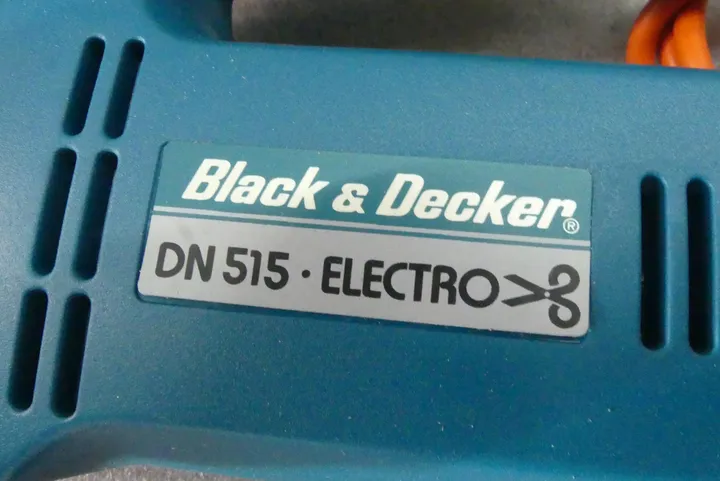 Black & Decker®
DN 515 · ELECTRO